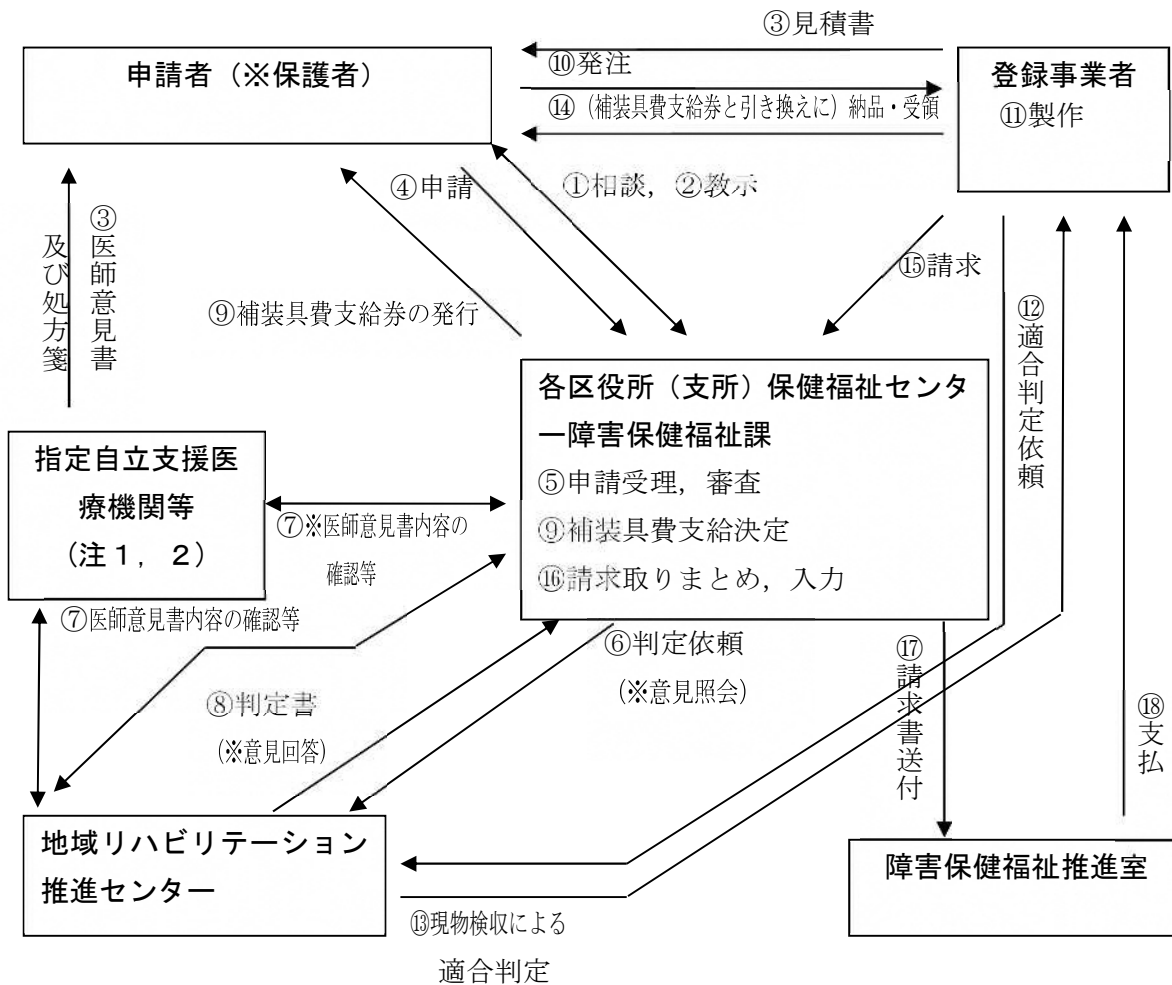 ③見積書
申請者（※保護者）
⑩発注
登録事業者
⑪製作
⑭（補装具費支給券と引き換えに）納品・受領
④申請
①相談，②教示
③医師意見書
及び処方箋
⑮請求
⑨補装具費支給券の発行
⑫適合判定依頼
各区役所（支所）保健福祉センタ
ー障害保健福祉課
⑤申請受理，審査
⑨補装具費支給決定
⑯請求取りまとめ，入力
指定自立支援医
療機関等
（注１，２）
⑦※医師意見書内容の
確認等
⑦医師意見書内容の確認等
⑥判定依頼
(※意見照会)
⑧判定書
(※意見回答)
⑰請求書送付
⑱支払
地域リハビリテーション
推進センター
障害保健福祉推進室
⑬現物検収による
適合判定